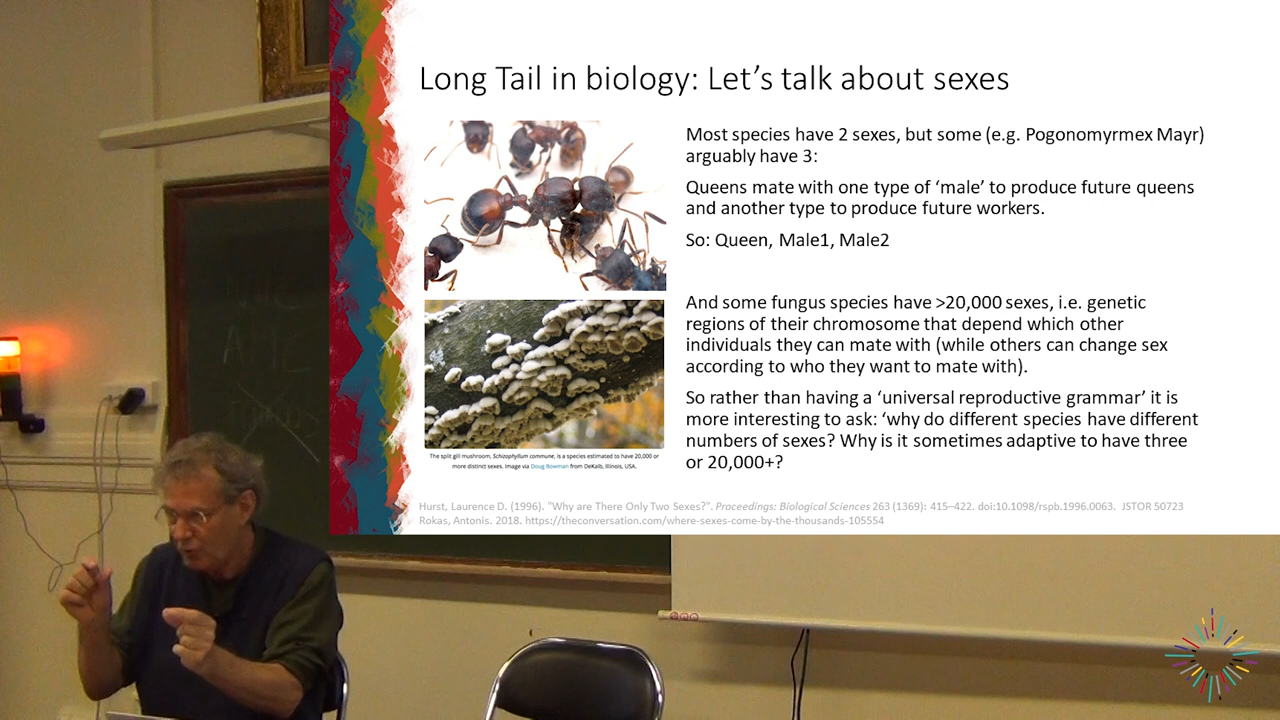 Long Tail in biology: Let's talk about sexes
Most species have 2 sexes, but some (e.g. Pogonomyrmex Mayr)
arguably have 3:
Queens mate with one type of 'male' to produce future queens
and another type to produce future workers.
So: Queen, Male1, Male2
And some fungus species have >20,000 sexes, i.e. genetic
regions of their chromosome that depend which other
individuals they can mate with (while others can change sex
according to who they want to mate with).
So rather than having a 'universal reproductive grammar' it is
more interesting to ask: 'why do different species have different
numbers of sexes? Why is it sometimes adaptive to have three
or 20,000+?
The split gill mushroom, Schizophyllum commune, is a species estimated to have 20,000 or
more distinct sexes. Image via Doug Bowman from DeKalb, Illinois, USA.
Hurst, Laurence D. (1996). "Why are There Only Two Sexes?". Proceedings: Biological Sciences 263 (1369): 415–422. doi:10.1098/rspb.1996.0063. JSTOR 50723
Rokas, Antonis. 2018. https://theconversation.com/where-sexes-come-by-the-thousands-105554